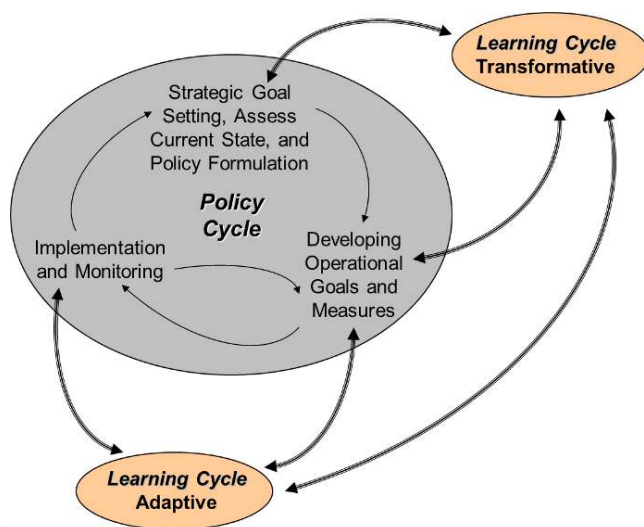 Learning Cycle
Transformative
Strategic Goal
Setting, Assess
Current State, and
Policy Formulation
Policy
Cycle
Implementation
and Monitoring
Developing
Operational
Goals and
Measures
Learning Cycle
Adaptive